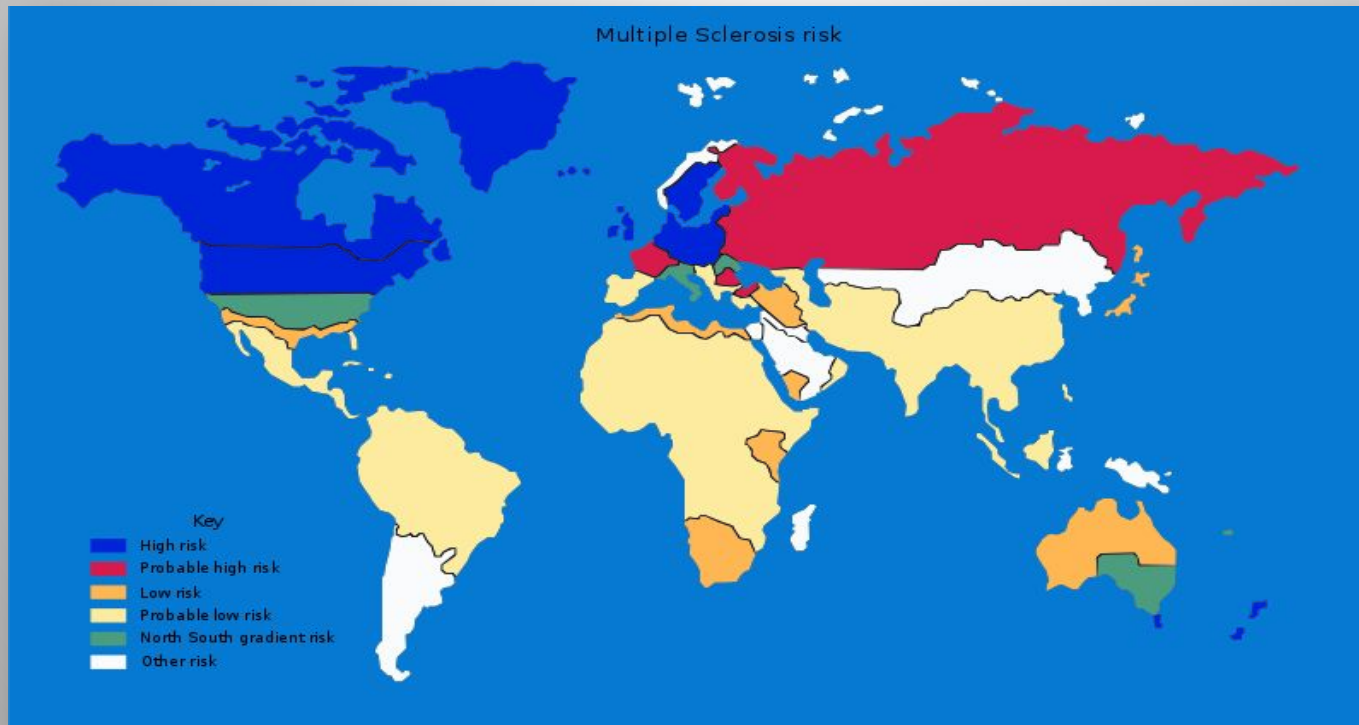 Multiple Sclerosis risk
Key
High risk
Probable high risk
Low risk
Probable low risk
North South gradient risk
Other risk